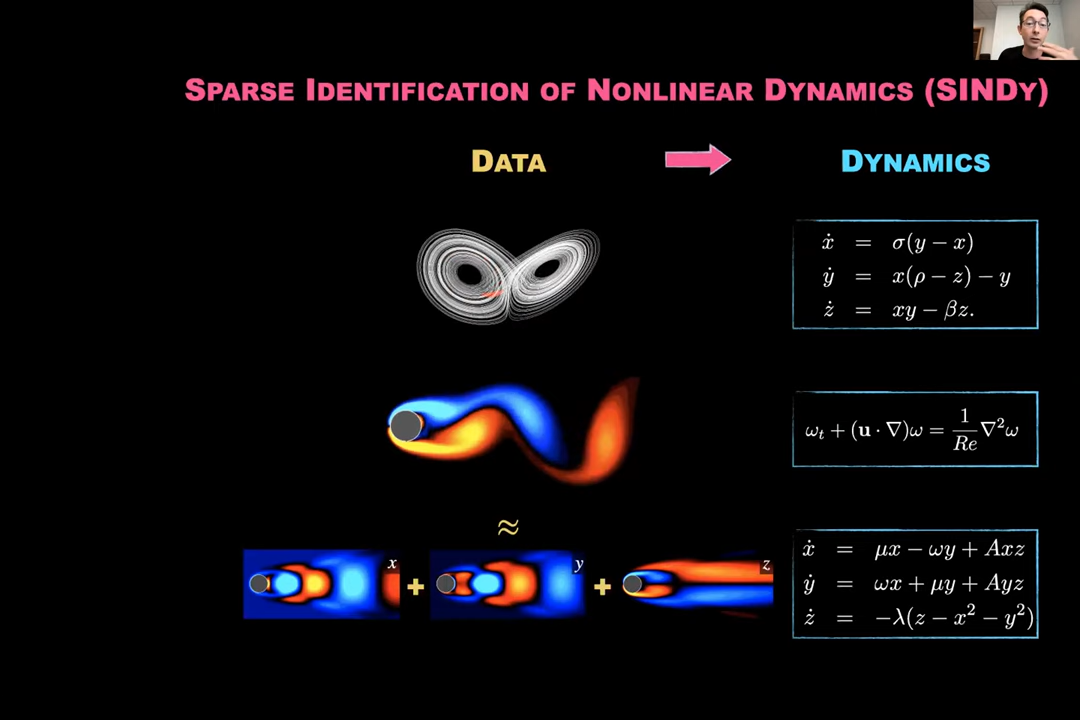 SPARSE IDENTIFICATION OF NONLINEAR DYNAMICS (SINDY)
DATA
DYNAMICS
ẋ = σ(y − x)
ẏ = x(ρ − z) − y
ż = xy − βz.
ωₜ + (𝐮 · ∇)ω = 1/Re ∇²ω
≈
x + y + z
ẋ = μx − ωy + Axz
ẏ = ωx + μy + Ayz
ż = −λ(z − x² − y²)